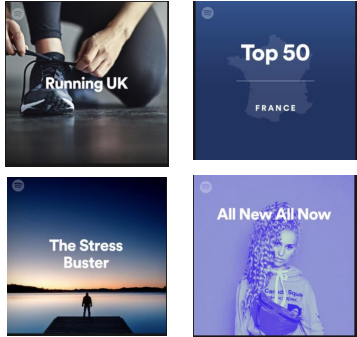 Running UK
Top 50
FRANCE
The Stress
Buster
All New All Now